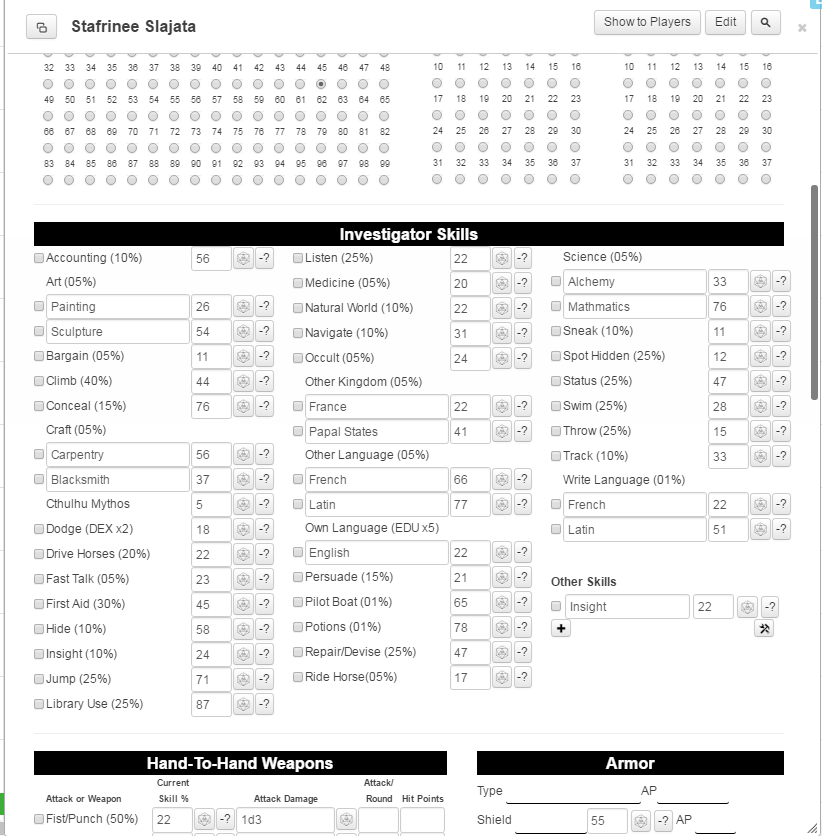 Stafrinee Slajata
Show to Players
Edit
32 33 34 35 36 37 38 39 40 41 42 43 44 45 46 47 48
49 50 51 52 53 54 55 56 57 58 59 60 61 62 63 64 65
66 67 68 69 70 71 72 73 74 75 76 77 78 79 80 81 82
83 84 85 86 87 88 89 90 91 92 93 94 95 96 97 98 99
10 11 12 13 14 15 16
17 18 19 20 21 22 23
24 25 26 27 28 29 30
31 32 33 34 35 36 37
10 11 12 13 14 15 16
17 18 19 20 21 22 23
24 25 26 27 28 29 30
31 32 33 34 35 36 37
Investigator Skills
Accounting (10%) 56 -?
Art (05%)
Painting 26 -?
Sculpture 54 -?
Bargain (05%) 11 -?
Climb (40%) 44 -?
Conceal (15%) 76 -?
Craft (05%)
Carpentry 56 -?
Blacksmith 37 -?
Cthulhu Mythos 5 -?
Dodge (DEX x2) 18 -?
Drive Horses (20%) 22 -?
Fast Talk (05%) 23 -?
First Aid (30%) 45 -?
Hide (10%) 58 -?
Insight (10%) 24 -?
Jump (25%) 71 -?
Library Use (25%) 87 -?
Listen (25%) 22 -?
Medicine (05%) 20 -?
Natural World (10%) 22 -?
Navigate (10%) 31 -?
Occult (05%) 24 -?
Other Kingdom (05%)
France 22 -?
Papal States 41 -?
Other Language (05%)
French 66 -?
Latin 77 -?
Own Language (EDU x5)
English 22 -?
Persuade (15%) 21 -?
Pilot Boat (01%) 65 -?
Potions (01%) 78 -?
Repair/Devise (25%) 47 -?
Ride Horse(05%) 17 -?
Science (05%)
Alchemy 33 -?
Mathmatics 76 -?
Sneak (10%) 11 -?
Spot Hidden (25%) 12 -?
Status (25%) 47 -?
Swim (25%) 28 -?
Throw (25%) 15 -?
Track (10%) 33 -?
Write Language (01%)
French 22 -?
Latin 51 -?
Other Skills
Insight 22 -?
Hand-To-Hand Weapons
Attack or Weapon
Current
Skill %
Attack Damage
Attack/
Round
Hit Points
Fist/Punch (50%) 22 -? 1d3
Armor
Type AP
Shield 55 -? AP